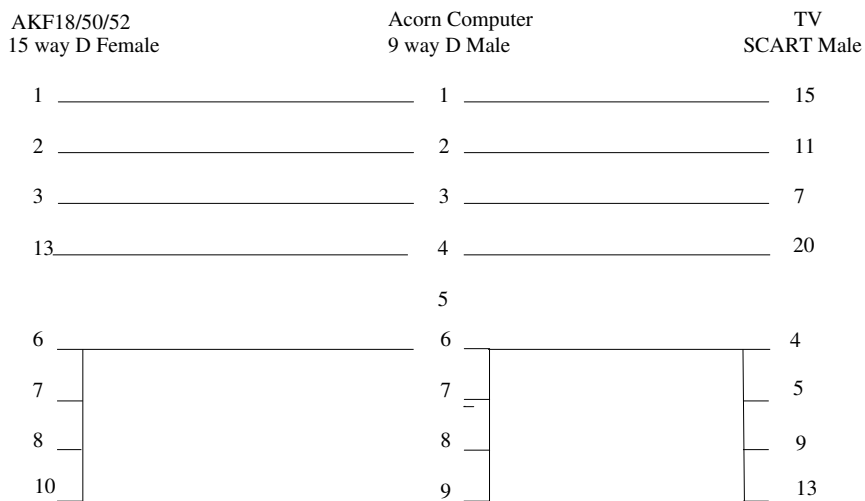 AKF18/50/52 Acorn Computer TV
15 way D Female 9 way D Male SCART Male
1 1 15
2 2 11
3 3 7
13 4 20
5
6 6 4
7 7 5
8 8 9
10 9 13